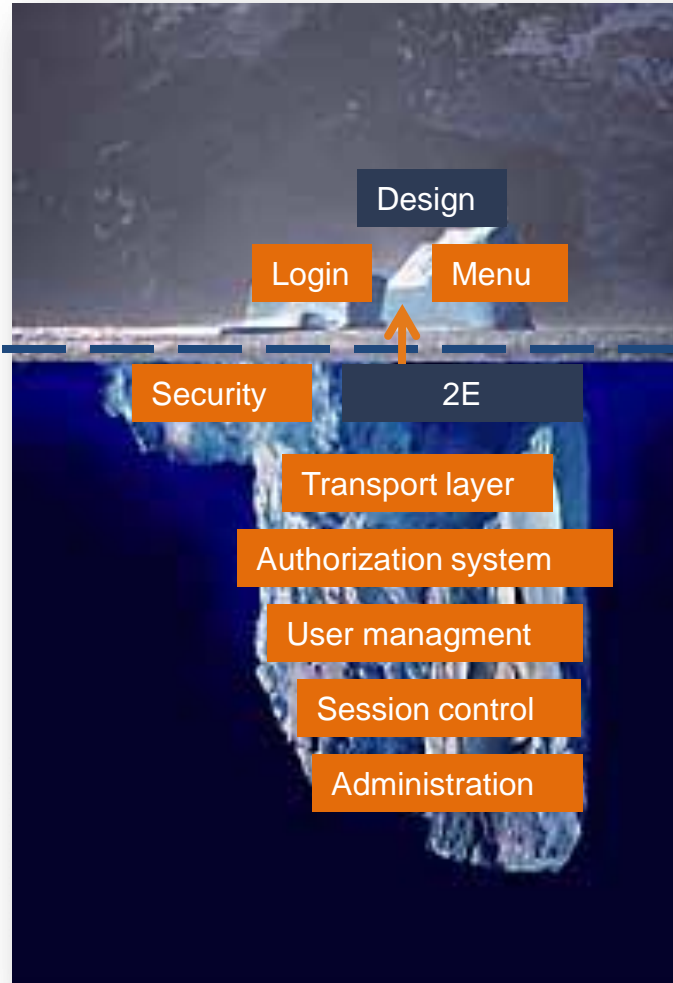 Design
Login
Menu
Security
2E
Transport layer
Authorization system
User managment
Session control
Administration